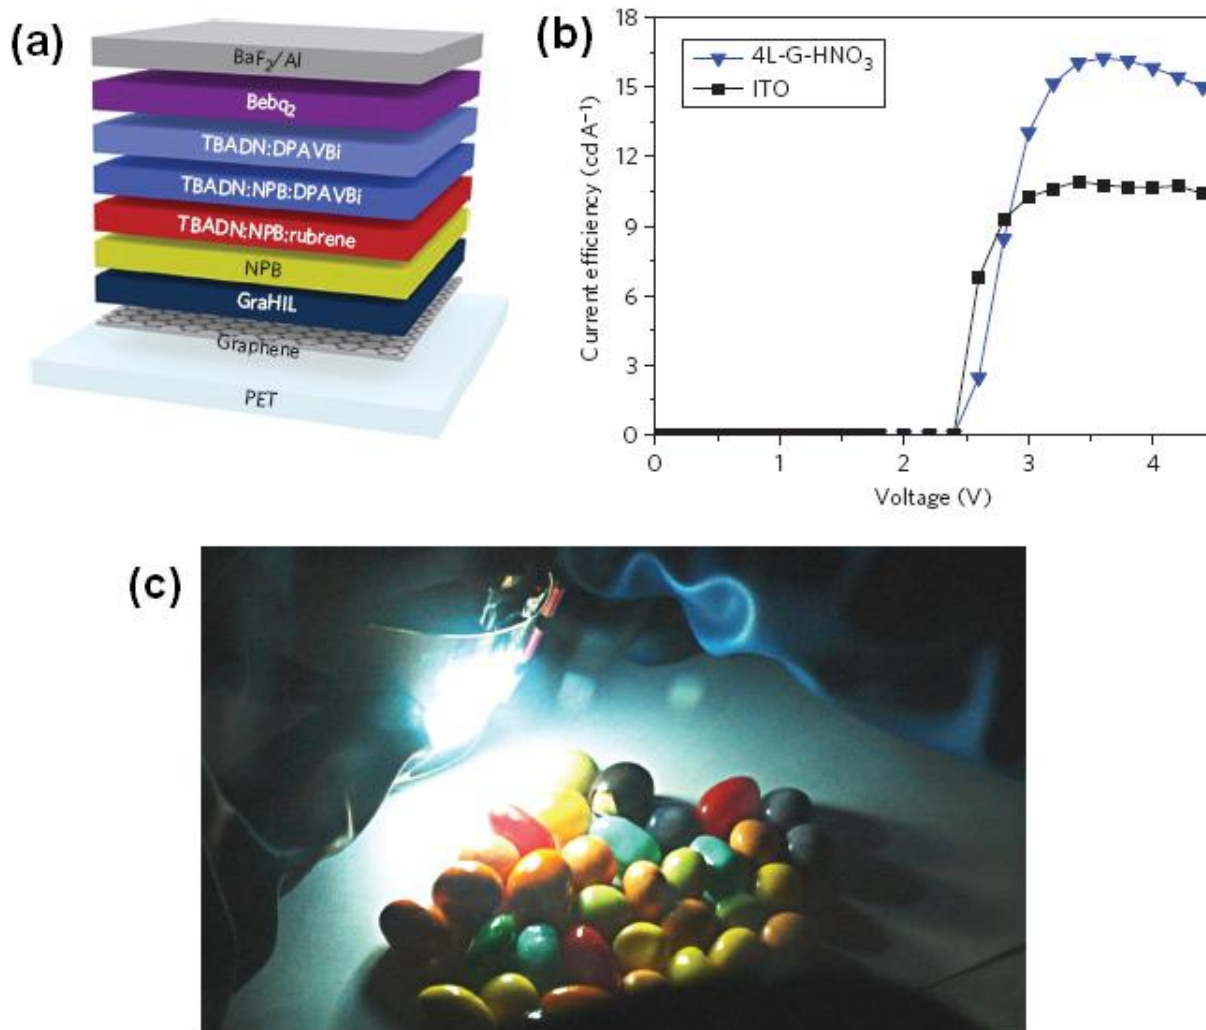 (a)
BaF₂/Al
Bebq₂
TBADN:DPAVBi
TBADN:NPB:DPAVBi
TBADN:NPB:rubrene
NPB
GraHIL
Graphene
PET
(b)
4L-G-HNO₃
ITO
Current efficiency (cd A⁻¹)
18
15
12
9
6
3
0
0 1 2 3 4
Voltage (V)
(c)